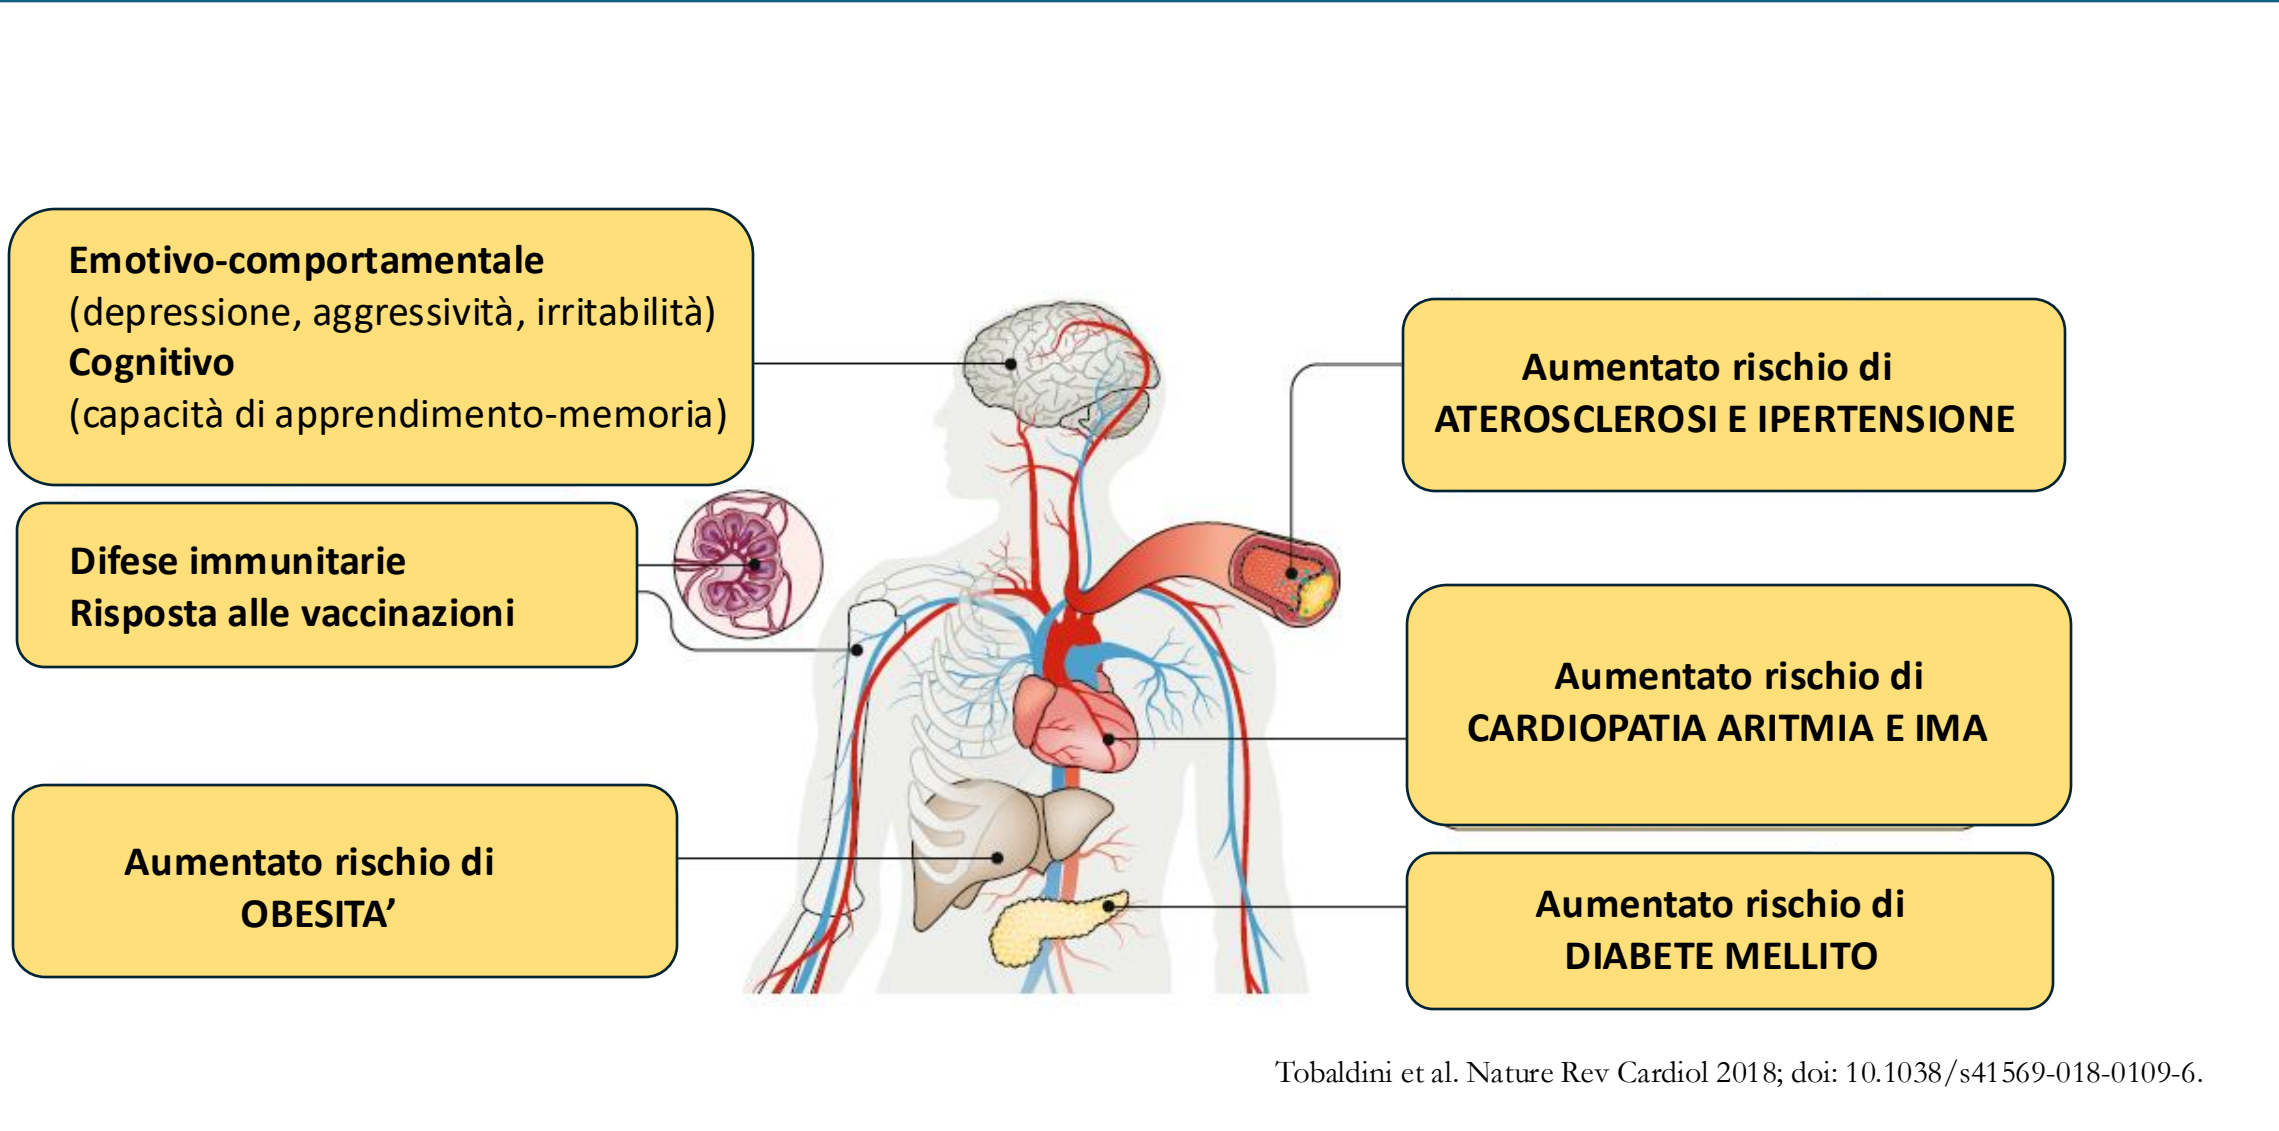 Emotivo-comportamentale
(depressione, aggressività, irritabilità)
Cognitivo
(capacità di apprendimento-memoria)
Difese immunitarie
Risposta alle vaccinazioni
Aumentato rischio di
OBESITA’
Aumentato rischio di
ATEROSCLEROSI E IPERTENSIONE
Aumentato rischio di
CARDIOPATIA ARITMIA E IMA
Aumentato rischio di
DIABETE MELLITO
Tobaldini et al. Nature Rev Cardiol 2018; doi: 10.1038/s41569-018-0109-6.